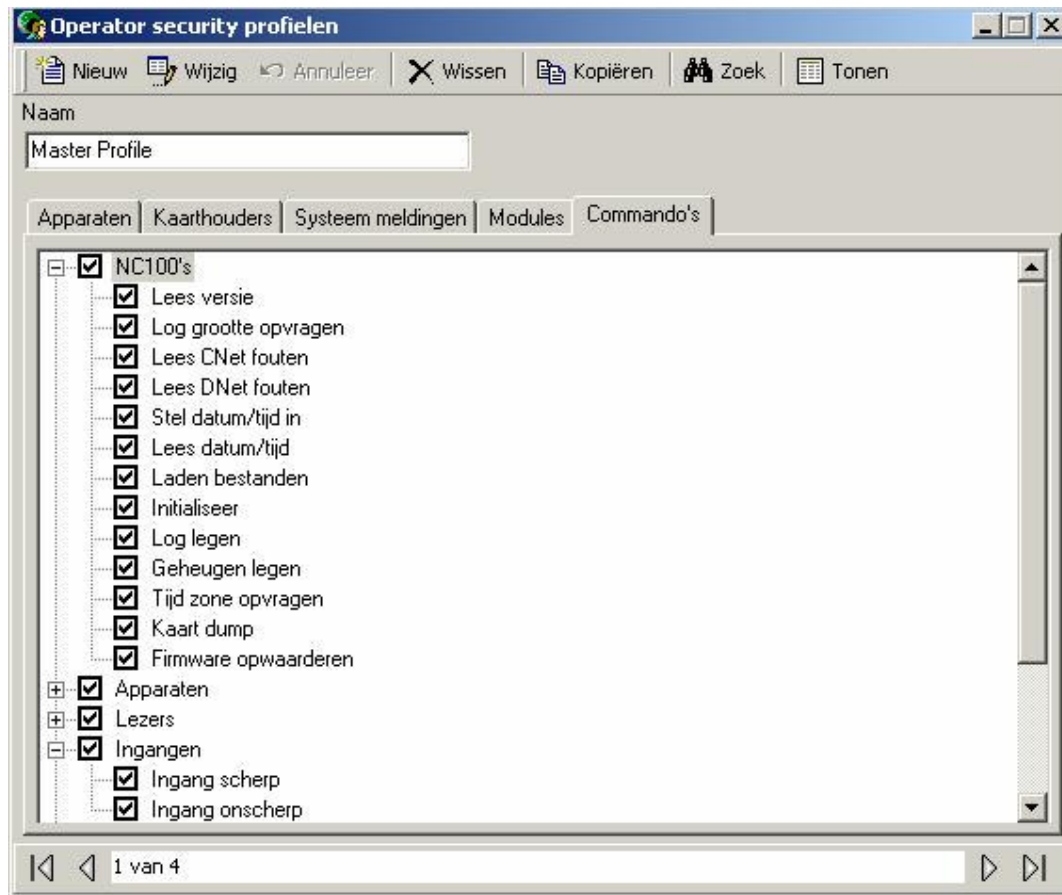 Operator security profielen
Nieuw Wijzig Annuleer Wissen Kopiëren Zoek Tonen
Naam
Master Profile
Apparaten Kaarthouders Systeem meldingen Modules Commando's
NC100's
Lees versie
Log grootte opvragen
Lees CNet fouten
Lees DNet fouten
Stel datum/tijd in
Lees datum/tijd
Laden bestanden
Initialiseer
Log legen
Geheugen legen
Tijd zone opvragen
Kaart dump
Firmware opwaarderen
Apparaten
Lezers
Ingangen
Ingang scherp
Ingang onscherp
1 van 4